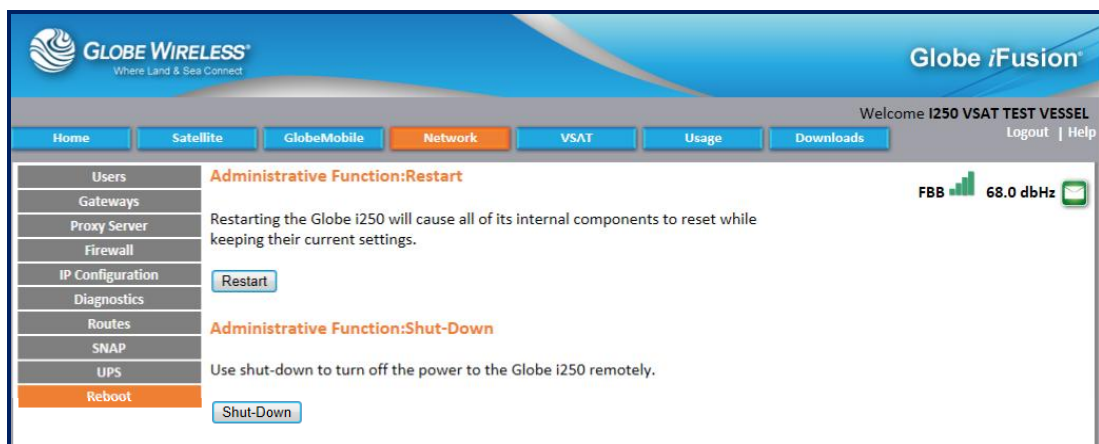 GLOBE WIRELESS®
Where Land & Sea Connect
Globe iFusion®
Welcome I250 VSAT TEST VESSEL
Home Satellite GlobeMobile Network VSAT Usage Downloads
Logout | Help
Users
Gateways
Proxy Server
Firewall
IP Configuration
Diagnostics
Routes
SNAP
UPS
Reboot
Administrative Function:Restart
FBB 68.0 dbHz
Restarting the Globe i250 will cause all of its internal components to reset while
keeping their current settings.
Restart
Administrative Function:Shut-Down
Use shut-down to turn off the power to the Globe i250 remotely.
Shut-Down